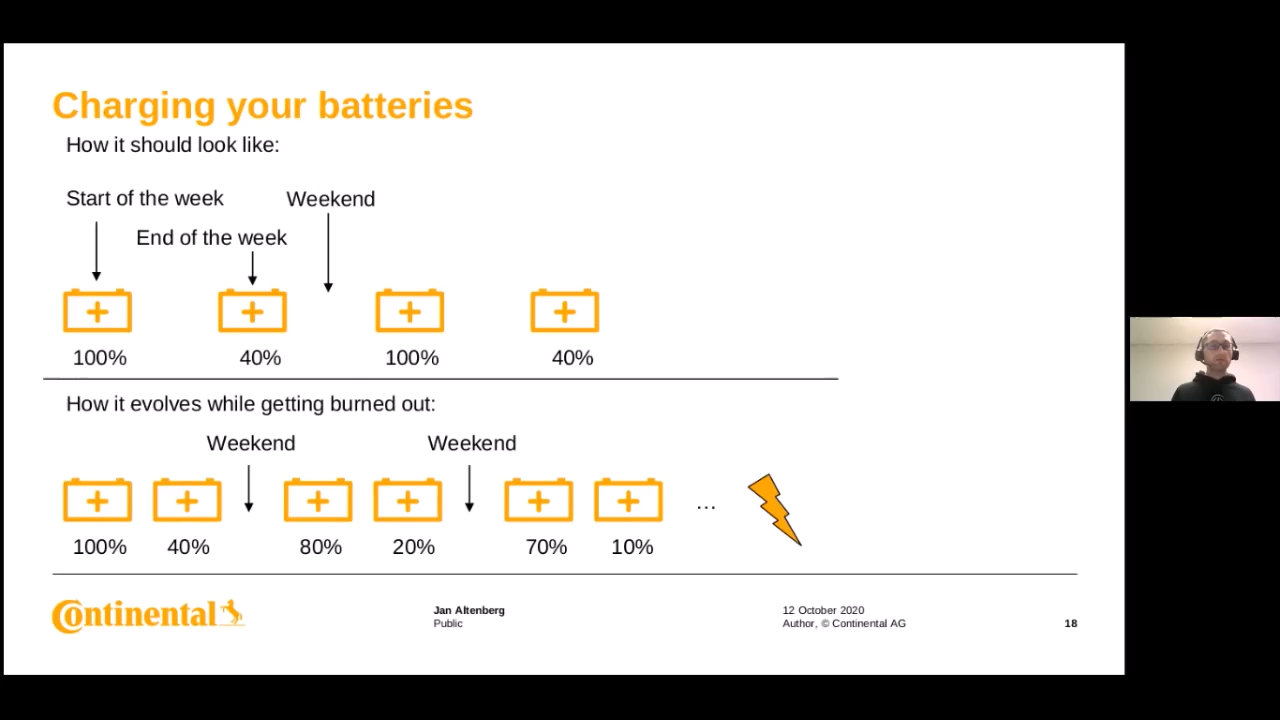 Charging your batteries
How it should look like:
Start of the week
Weekend
End of the week
100%
40%
100%
40%
How it evolves while getting burned out:
Weekend
Weekend
100%
40%
80%
20%
70%
10%
...
Continental
Jan Altenberg
Public
12 October 2020
Author, © Continental AG
18